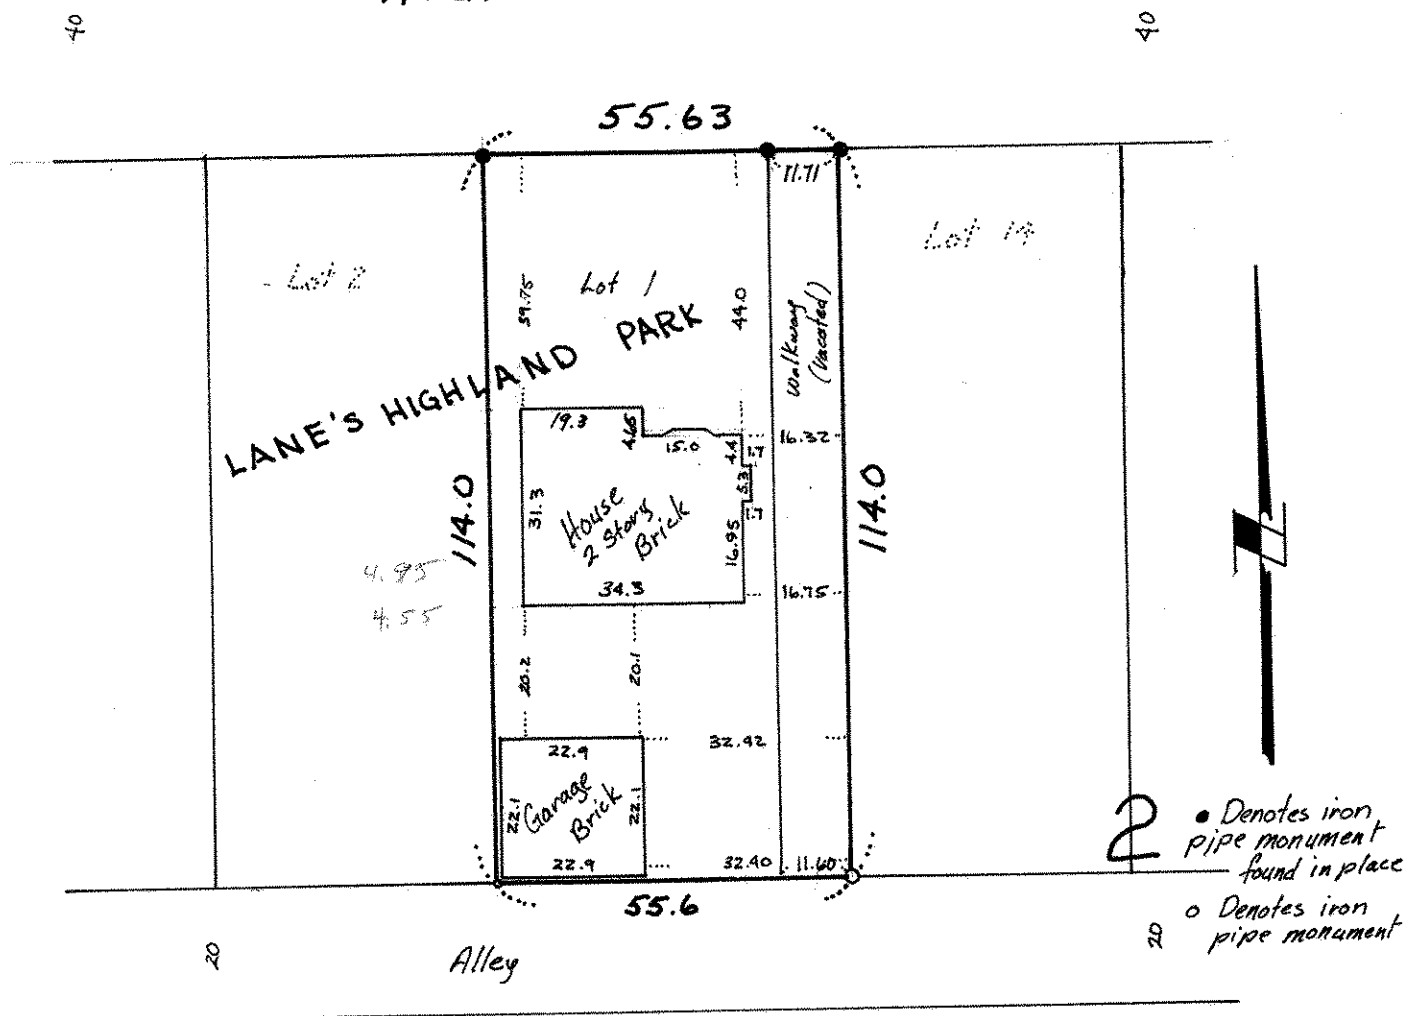 40
40
55.63
11.71
Lot 2
Lot 1
Lot 14
39.75
44.0
Walkway
(Vacated)
LANE'S HIGHLAND PARK
19.3
4.65
15.0
4.4
1.7
16.32
5.3
1.7
114.0
31.3
House
2 Story
Brick
16.95
114.0
34.3
16.75
4.95
4.55
20.2
20.1
22.9
32.42
22.1
Garage
Brick
22.1
22.9
32.40
11.60
55.6
2
● Denotes iron
pipe monument
found in place
○ Denotes iron
pipe monument
20
Alley
20